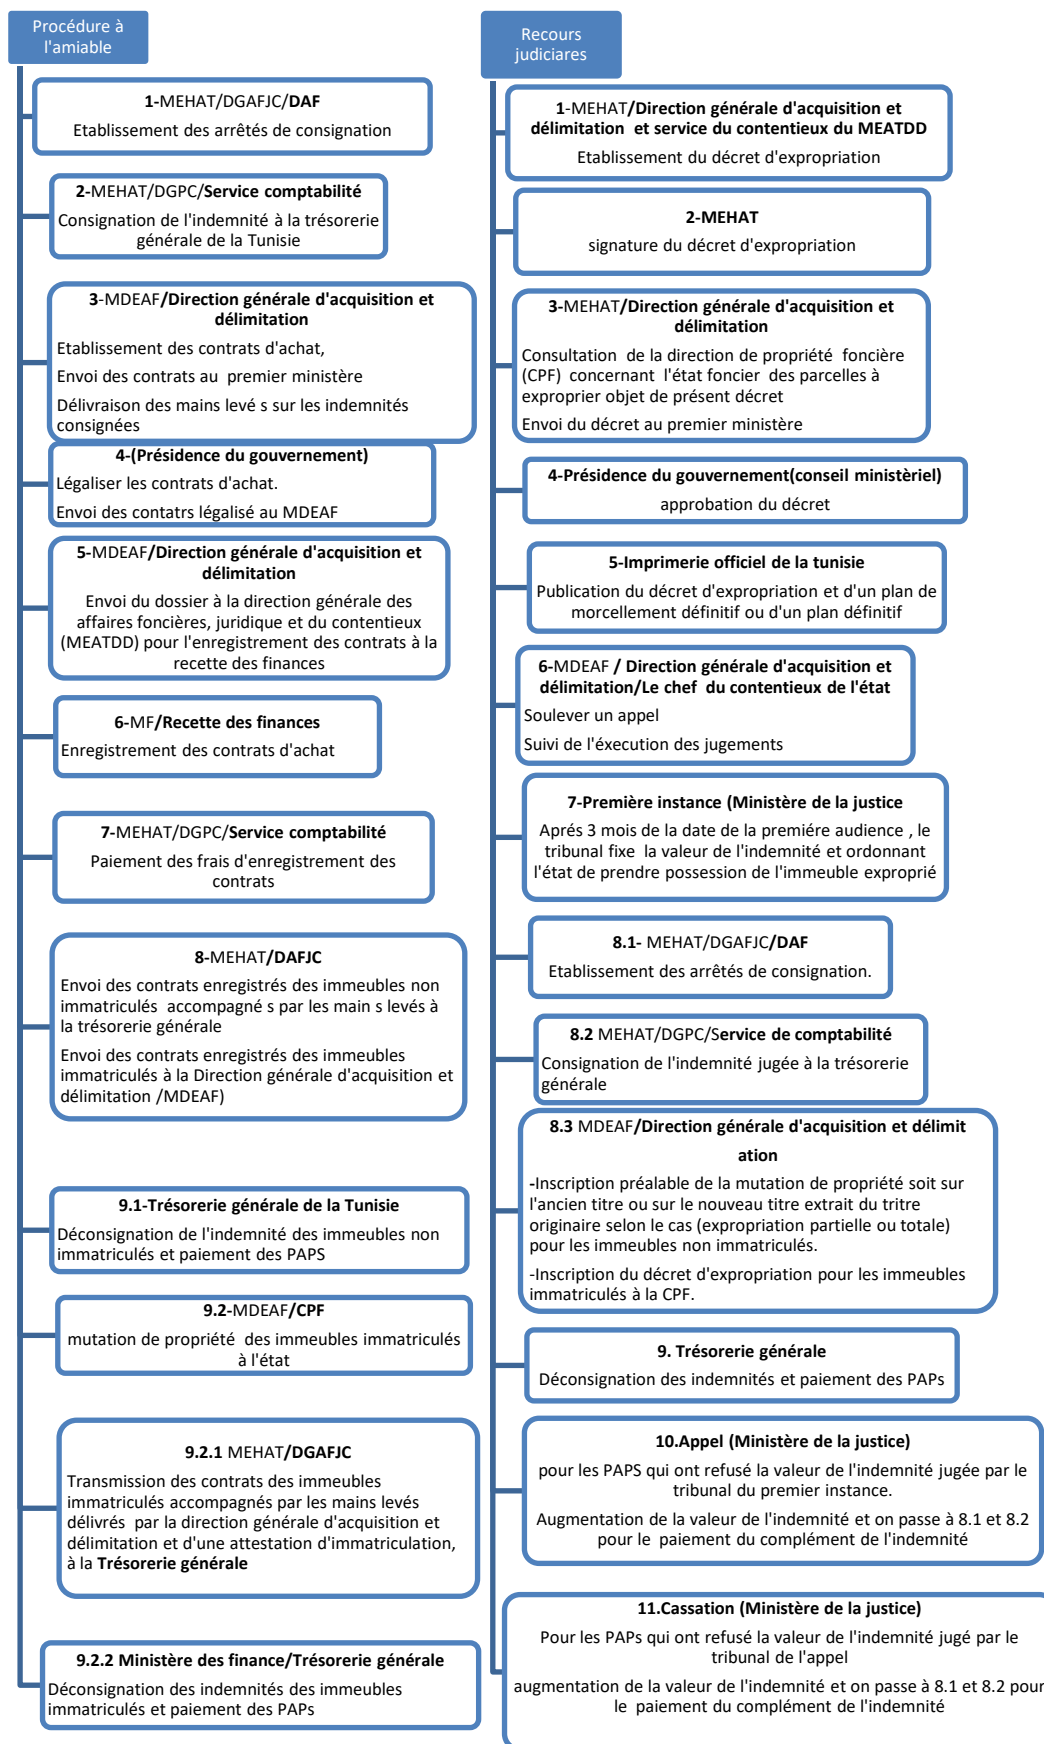 Procédure à
l'amiable
1-MEHAT/DGAFJC/DAF
Etablissement des arrêtés de consignation
2-MEHAT/DGPC/Service comptabilité
Consignation de l'indemnité à la trésorerie
générale de la Tunisie
3-MDEAF/Direction générale d'acquisition et
délimitation
Etablissement des contrats d'achat,
Envoi des contrats au premier ministère
Délivraison des mains levé s sur les indemnités
consignées
4-(Présidence du gouvernement)
Légaliser les contrats d'achat.
Envoi des contatrs légalisé au MDEAF
5-MDEAF/Direction générale d'acquisition et
délimitation
Envoi du dossier à la direction générale des
affaires foncières, juridique et du contentieux
(MEATDD) pour l'enregistrement des contrats à la
recette des finances
6-MF/Recette des finances
Enregistrement des contrats d'achat
7-MEHAT/DGPC/Service comptabilité
Paiement des frais d'enregistrement des
contrats
8-MEHAT/DAFJC
Envoi des contrats enregistrés des immeubles non
immatriculés accompagné s par les main s levés à
la trésorerie générale
Envoi des contrats enregistrés des immeubles
immatriculés à la Direction générale d'acquisition et
délimitation /MDEAF)
9.1-Trésorerie générale de la Tunisie
Déconsignation de l'indemnité des immeubles non
immatriculés et paiement des PAPS
9.2-MDEAF/CPF
mutation de propriété des immeubles immatriculés
à l'état
9.2.1 MEHAT/DGAFJC
Transmission des contrats des immeubles
immatriculés accompagnés par les mains levés
délivrés par la direction générale d'acquisition et
délimitation et d'une attestation d'immatriculation,
à la Trésorerie générale
9.2.2 Ministère des finance/Trésorerie générale
Déconsignation des indemnités des immeubles
immatriculés et paiement des PAPs
Recours
judiciares
1-MEHAT/Direction générale d'acquisition et
délimitation et service du contentieux du MEATDD
Etablissement du décret d'expropriation
2-MEHAT
signature du décret d'expropriation
3-MEHAT/Direction générale d'acquisition et
délimitation
Consultation de la direction de propriété foncière
(CPF) concernant l'état foncier des parcelles à
exproprier objet de présent décret
Envoi du décret au premier ministère
4-Présidence du gouvernement(conseil ministèriel)
approbation du décret
5-Imprimerie officiel de la tunisie
Publication du décret d'expropriation et d'un plan de
morcellement définitif ou d'un plan définitif
6-MDEAF / Direction générale d'acquisition et
délimitation/Le chef du contentieux de l'état
Soulever un appel
Suivi de l'éxecution des jugements
7-Première instance (Ministère de la justice
Aprés 3 mois de la date de la premiére audience , le
tribunal fixe la valeur de l'indemnité et ordonnant
l'état de prendre possession de l'immeuble exproprié
8.1- MEHAT/DGAFJC/DAF
Etablissement des arrêtés de consignation.
8.2 MEHAT/DGPC/Service de comptabilité
Consignation de l'indemnité jugée à la trésorerie
générale
8.3 MDEAF/Direction générale d'acquisition et délimit
ation
-Inscription préalable de la mutation de propriété soit sur
l'ancien titre ou sur le nouveau titre extrait du tritre
originaire selon le cas (expropriation partielle ou totale)
pour les immeubles non immatriculés.
-Inscription du décret d'expropriation pour les immeubles
immatriculés à la CPF.
9. Trésorerie générale
Déconsignation des indemnités et paiement des PAPs
10.Appel (Ministère de la justice)
pour les PAPS qui ont refusé la valeur de l'indemnité jugée par le
tribunal du premier instance.
Augmentation de la valeur de l'indemnité et on passe à 8.1 et 8.2
pour le paiement du complément de l'indemnité
11.Cassation (Ministère de la justice)
Pour les PAPs qui ont refusé la valeur de l'indemnité jugé par le
tribunal de l'appel
augmentation de la valeur de l'indemnité et on passe à 8.1 et 8.2 pour
le paiement du complément de l'indemnité